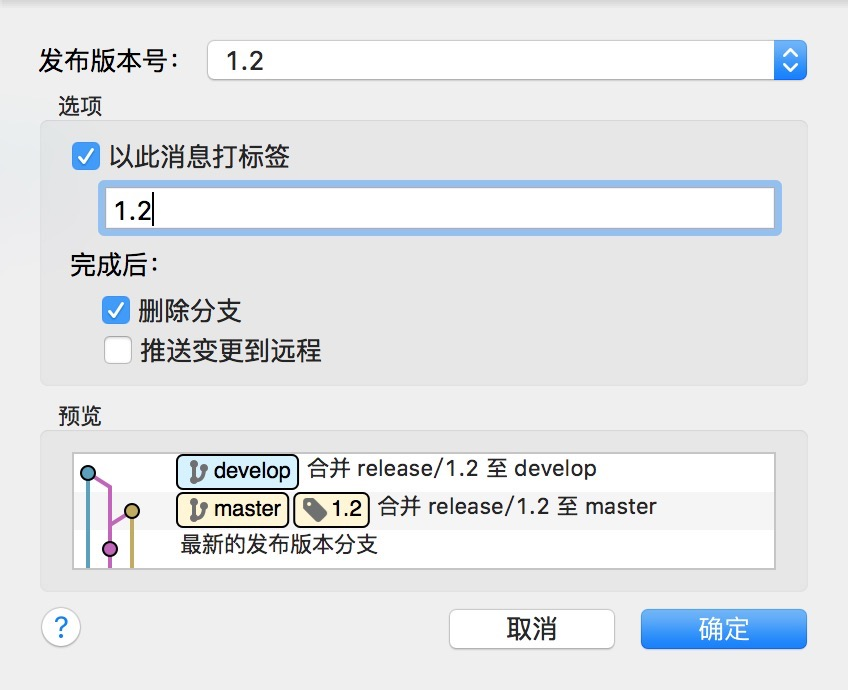 发布版本号： 1.2
选项
以此消息打标签
1.2
完成后：
删除分支
推送变更到远程
预览
develop 合并 release/1.2 至 develop
master 1.2 合并 release/1.2 至 master
最新的发布版本分支
? 取消 确定